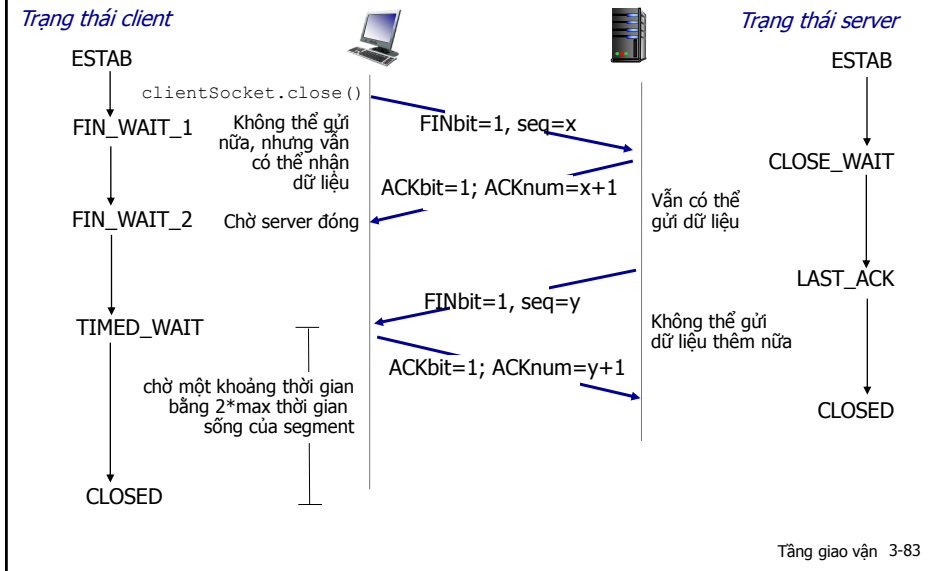 Trạng thái client
Trạng thái server
ESTAB
ESTAB
clientSocket.close()
FIN_WAIT_1
Không thể gửi
nữa, nhưng vẫn
có thể nhận
dữ liệu
FINbit=1, seq=x
CLOSE_WAIT
ACKbit=1; ACKnum=x+1
Vẫn có thể
gửi dữ liệu
FIN_WAIT_2
Chờ server đóng
LAST_ACK
FINbit=1, seq=y
TIMED_WAIT
Không thể gửi
dữ liệu thêm nữa
ACKbit=1; ACKnum=y+1
chờ một khoảng thời gian
bằng 2*max thời gian
sống của segment
CLOSED
CLOSED
Tầng giao vận 3-83